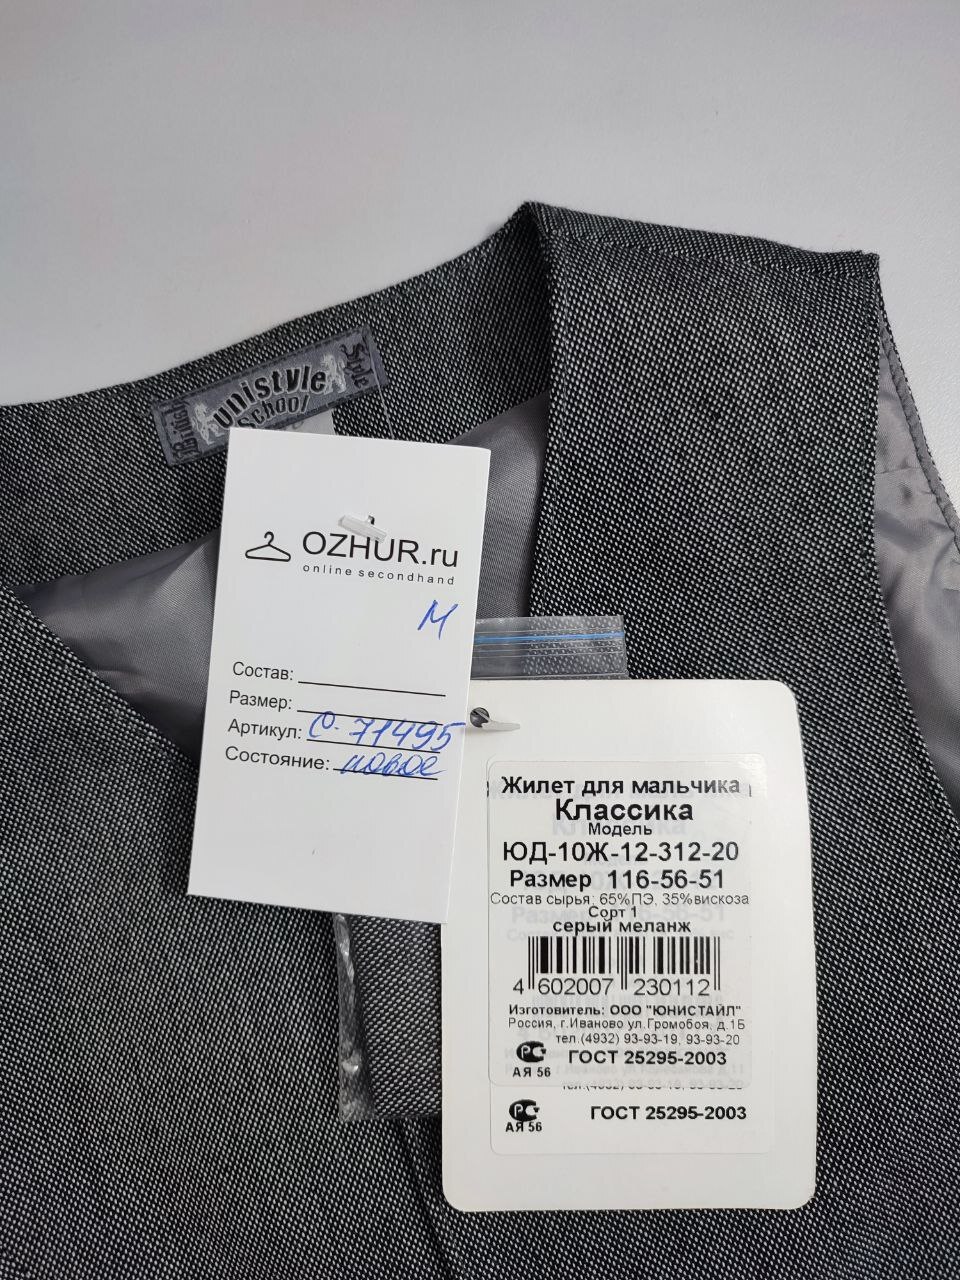 unistyle
School
Style
OZHUR.ru
online secondhand
М
Состав:
Размер:
Артикул: С-71495
Состояние: новое
Жилет для мальчика
Классика
Модель
ЮД-10Ж-12-312-20
Размер 116-56-51
Состав сырья: 65%ПЭ, 35%вискоза
Сорт 1
серый меланж
4 602007 230112
Изготовитель: ООО "ЮНИСТАЙЛ"
Россия, г.Иваново ул.Громобоя, д.1Б
тел.(4932) 93-93-19, 93-93-20
РС ГОСТ 25295-2003
АЯ 56
РС ГОСТ 25295-2003
АЯ 56